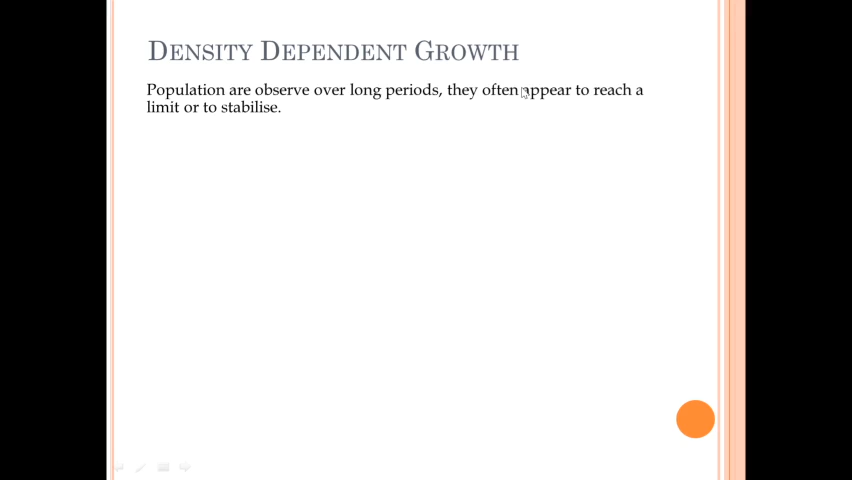 DENSITY DEPENDENT GROWTH
Population are observe over long periods, they often appear to reach a
limit or to stabilise.